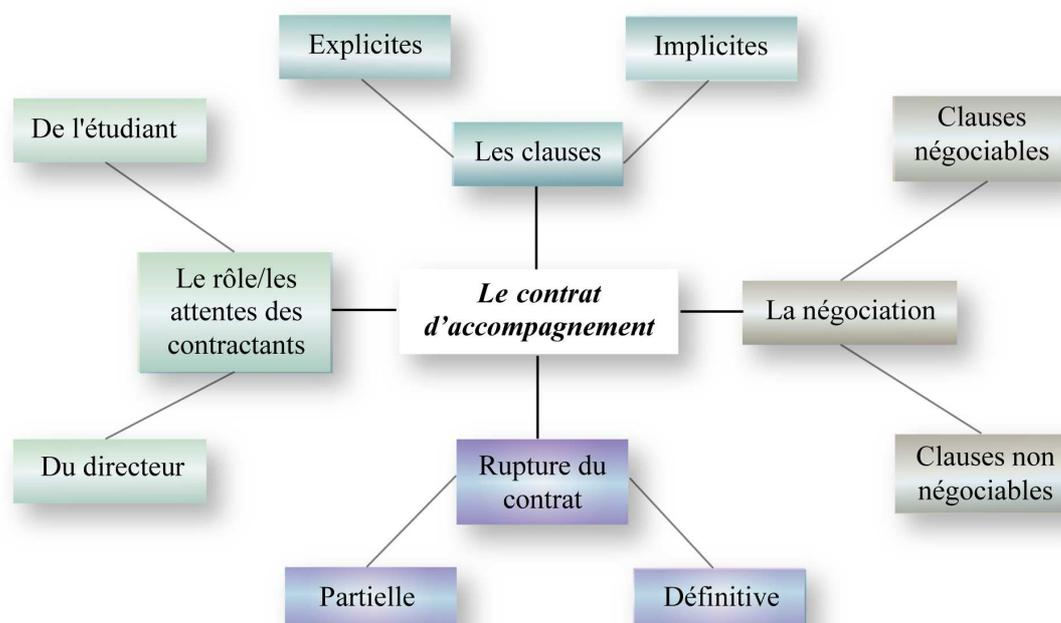 Explicites
Implicites
De l'étudiant
Les clauses
Clauses
négociables
Le rôle/les
attentes des
contractants
Le contrat
d’accompagnement
La négociation
Du directeur
Rupture du
contrat
Clauses non
négociables
Partielle
Définitive